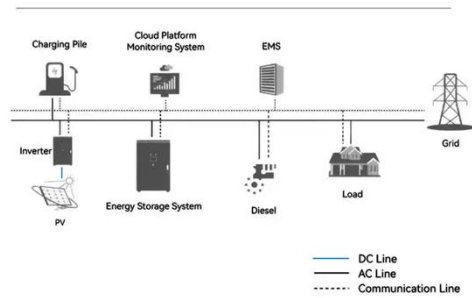 Charging Pile
Cloud Platform
Monitoring System
EMS
Grid
Inverter
PV
Energy Storage System
Diesel
Load
DC Line
AC Line
Communication Line